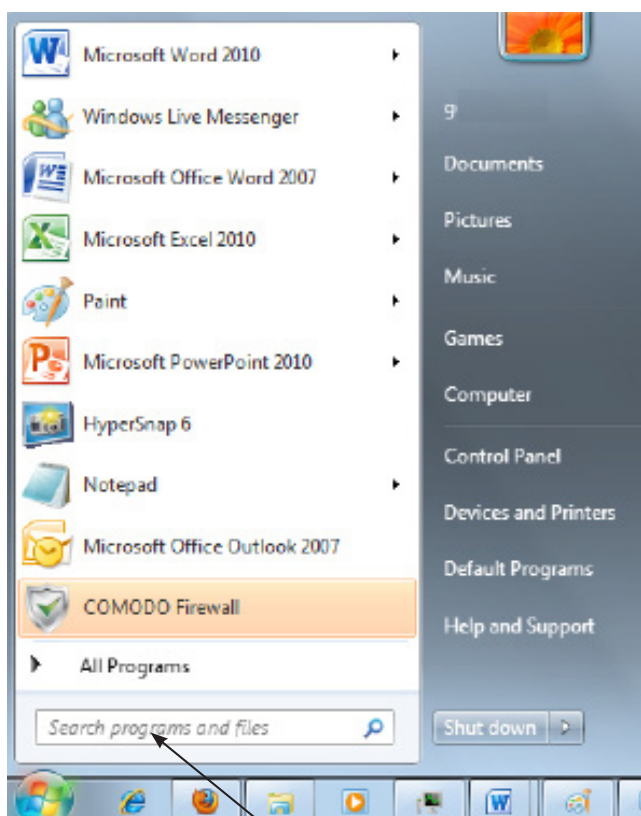 Microsoft Word 2010
Windows Live Messenger
Microsoft Office Word 2007
Microsoft Excel 2010
Paint
Microsoft PowerPoint 2010
HyperSnap 6
Notepad
Microsoft Office Outlook 2007
COMODO Firewall
All Programs
Search programs and files
g
Documents
Pictures
Music
Games
Computer
Control Panel
Devices and Printers
Default Programs
Help and Support
Shut down